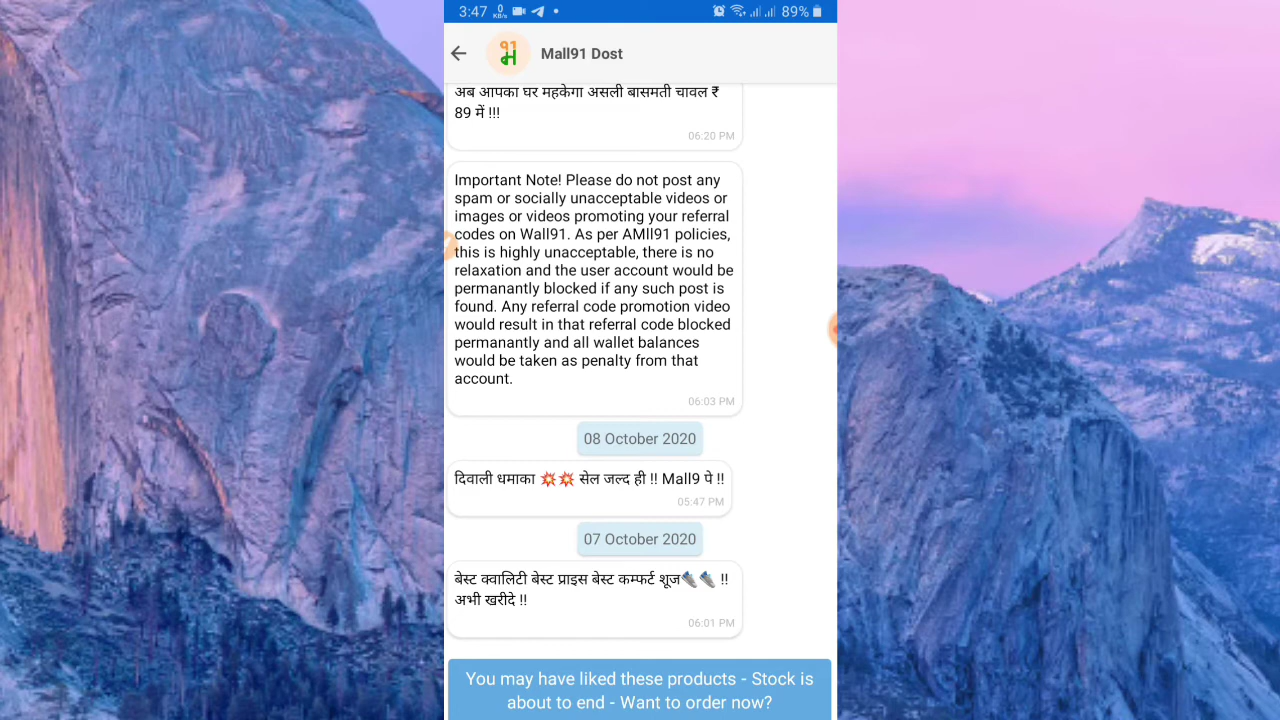 3:47 0 KB/s 89%
९१ म Mall91 Dost
अब आपका घर महकेगा असली बासमती चावल ₹
89 में !!!
06:20 PM
Important Note! Please do not post any
spam or socially unacceptable videos or
images or videos promoting your referral
codes on Wall91. As per AMll91 policies,
this is highly unacceptable, there is no
relaxation and the user account would be
permanantly blocked if any such post is
found. Any referral code promotion video
would result in that referral code blocked
permanantly and all wallet balances
would be taken as penalty from that
account.
06:03 PM
08 October 2020
दिवाली धमाका 💥💥 सेल जल्द ही !! Mall9 पे !!
05:47 PM
07 October 2020
बेस्ट क्वालिटी बेस्ट प्राइस बेस्ट कम्फर्ट शूज👟👟 !!
अभी खरीदे !!
06:01 PM
You may have liked these products - Stock is
about to end - Want to order now?